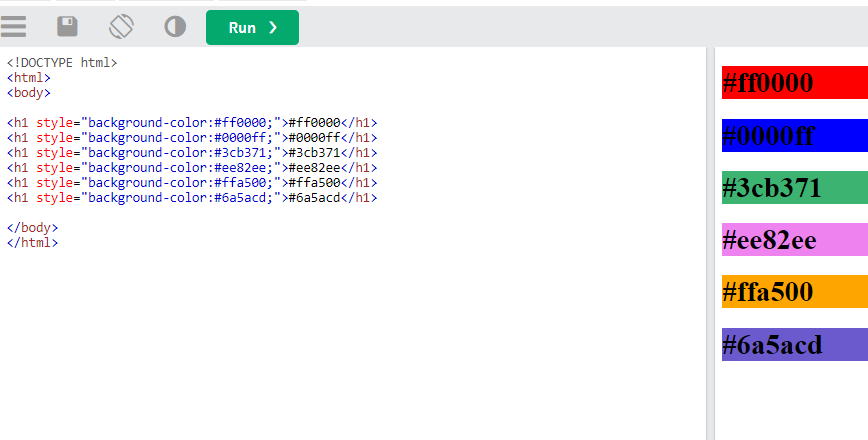 Run ❯
<!DOCTYPE html>
<html>
<body>
<h1 style="background-color:#ff0000;">#ff0000</h1>
<h1 style="background-color:#0000ff;">#0000ff</h1>
<h1 style="background-color:#3cb371;">#3cb371</h1>
<h1 style="background-color:#ee82ee;">#ee82ee</h1>
<h1 style="background-color:#ffa500;">#ffa500</h1>
<h1 style="background-color:#6a5acd;">#6a5acd</h1>
</body>
</html>
#ff0000
#0000ff
#3cb371
#ee82ee
#ffa500
#6a5acd